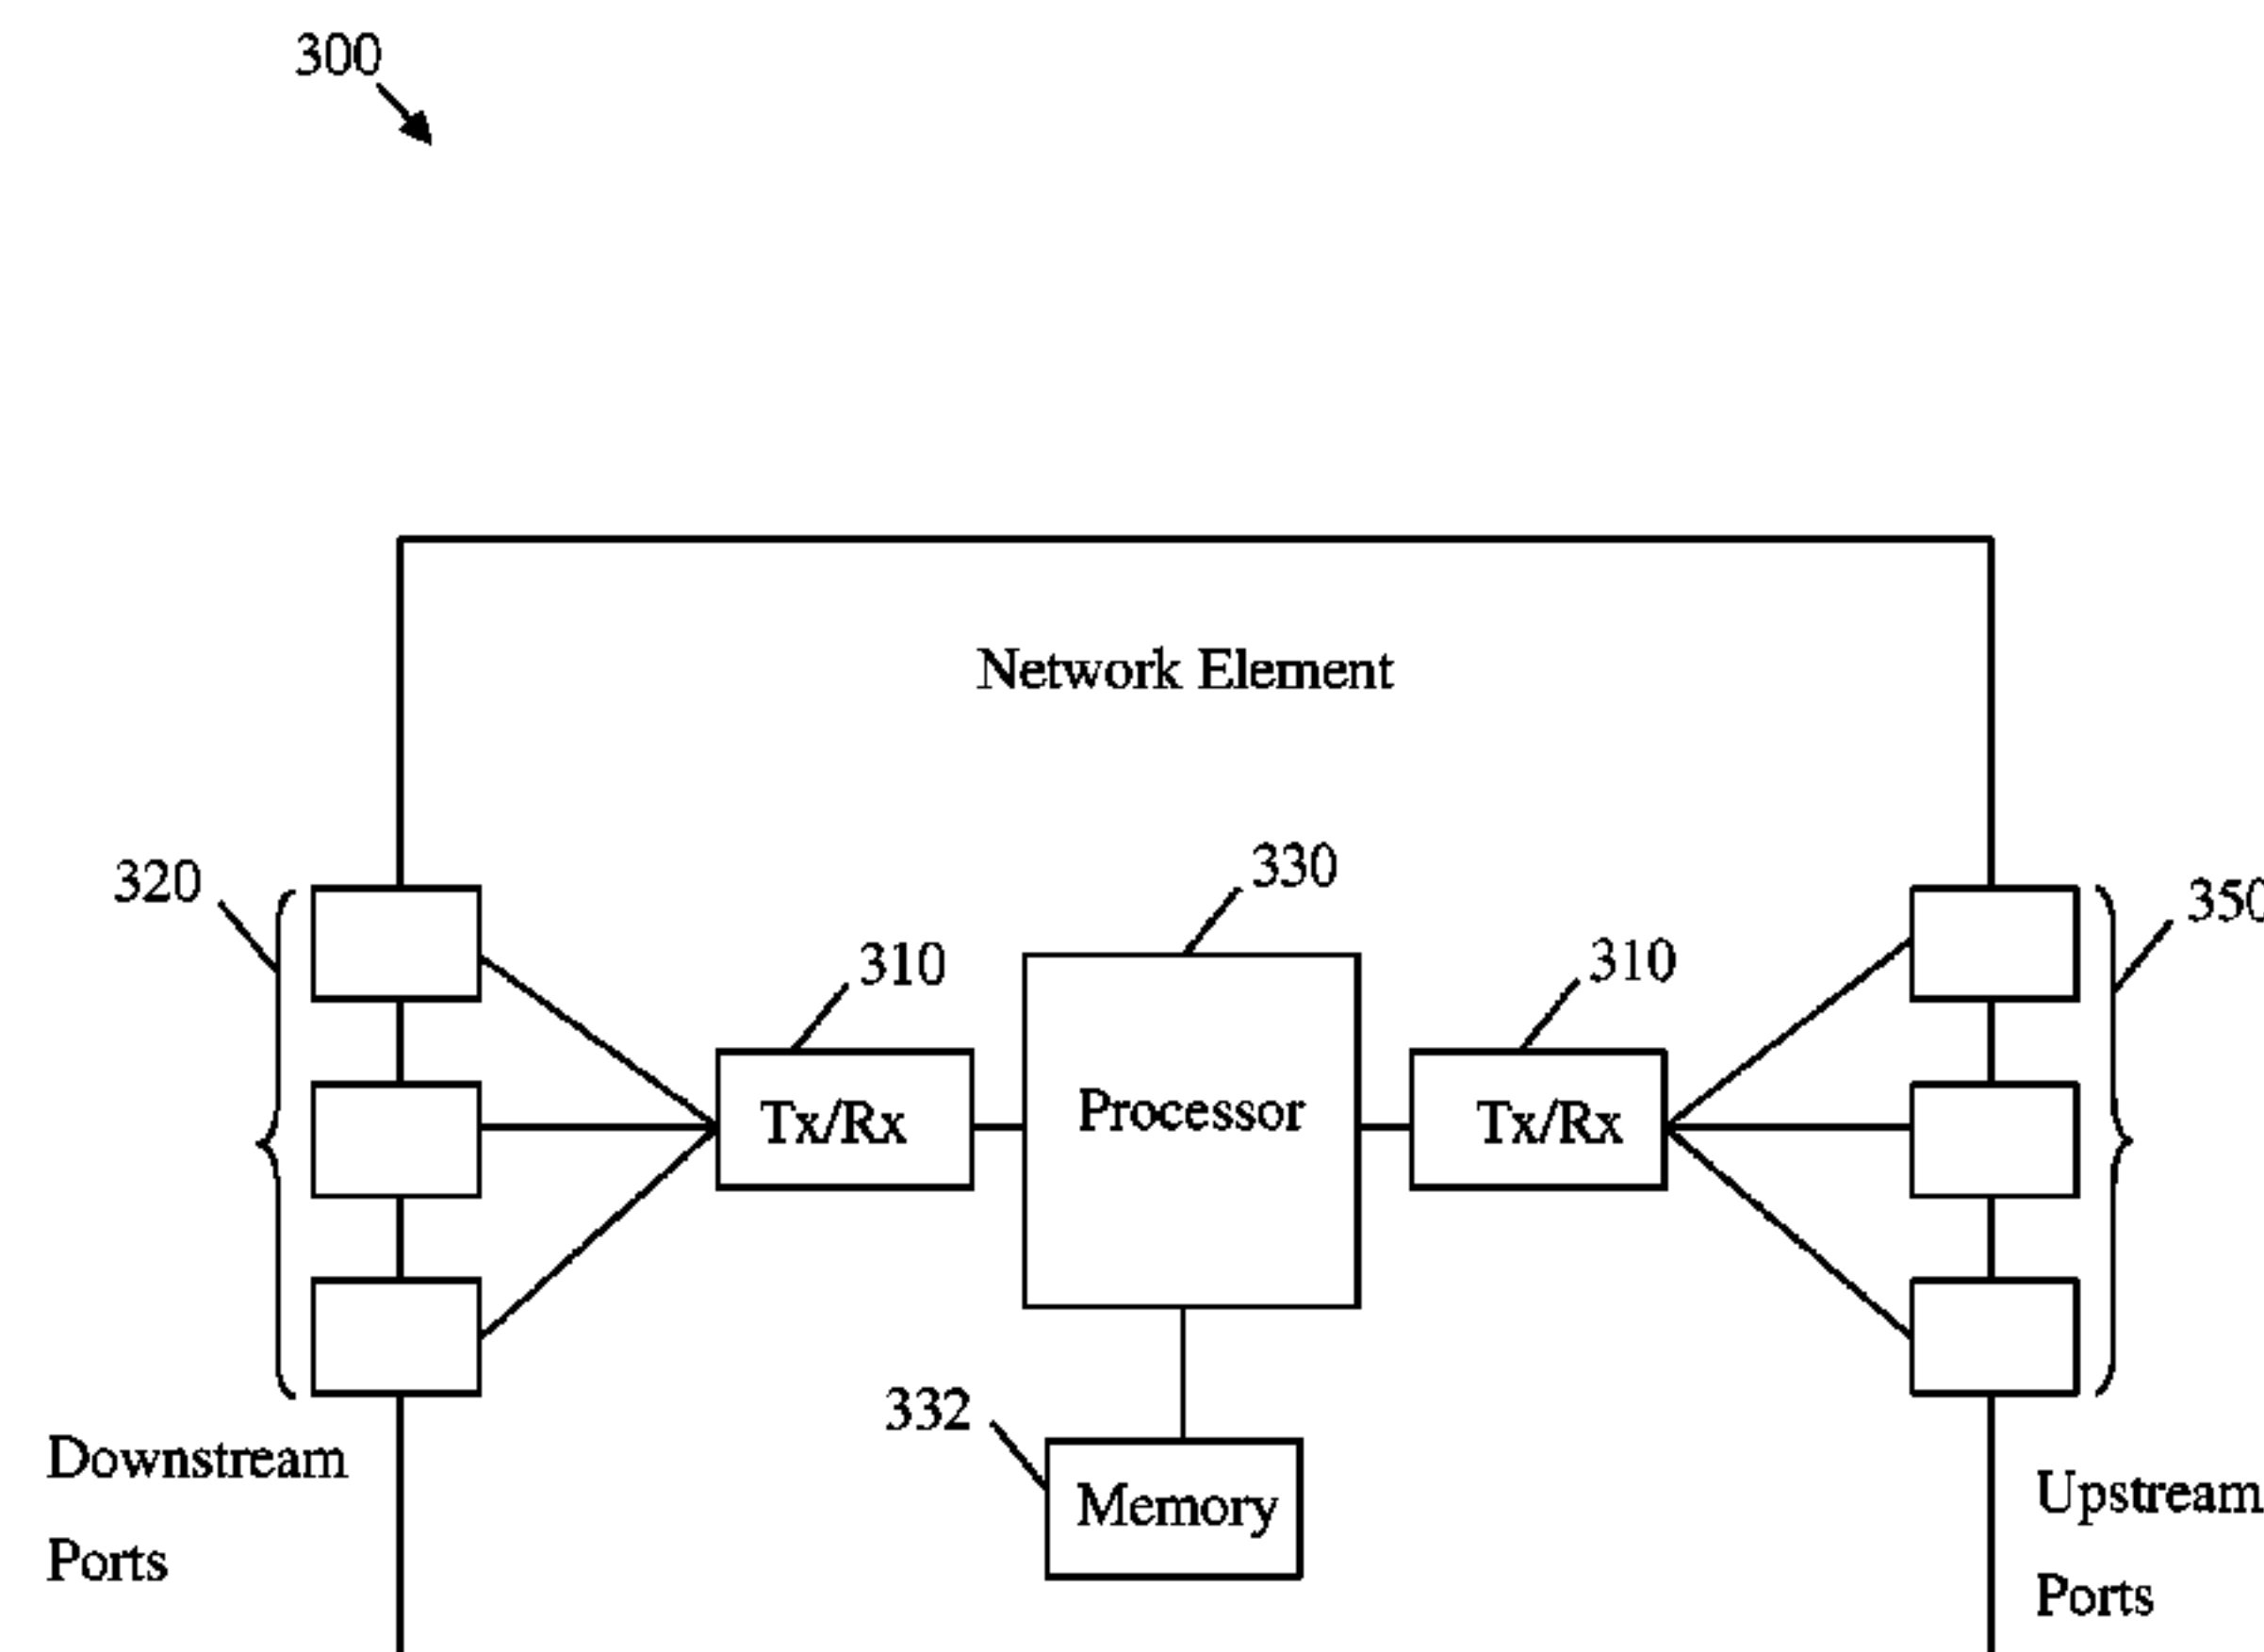 300
Network Element
320
330
350
310
310
Tx/Rx
Processor
Tx/Rx
332
Memory
Downstream
Ports
Upstream
Ports